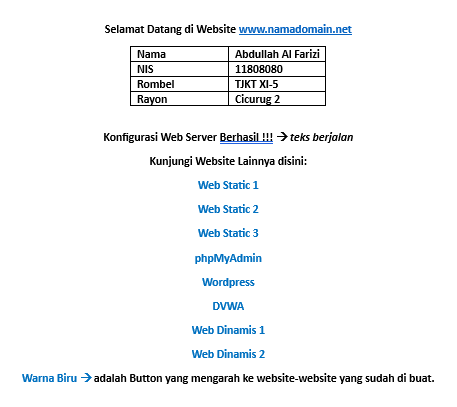 Selamat Datang di Website www.namadomain.net
Nama Abdullah Al Farizi
NIS 11808080
Rombel TJKT XI-5
Rayon Cicurug 2
Konfigurasi Web Server Berhasil !!! → teks berjalan
Kunjungi Website Lainnya disini:
Web Static 1
Web Static 2
Web Static 3
phpMyAdmin
Wordpress
DVWA
Web Dinamis 1
Web Dinamis 2
Warna Biru → adalah Button yang mengarah ke website-website yang sudah di buat.